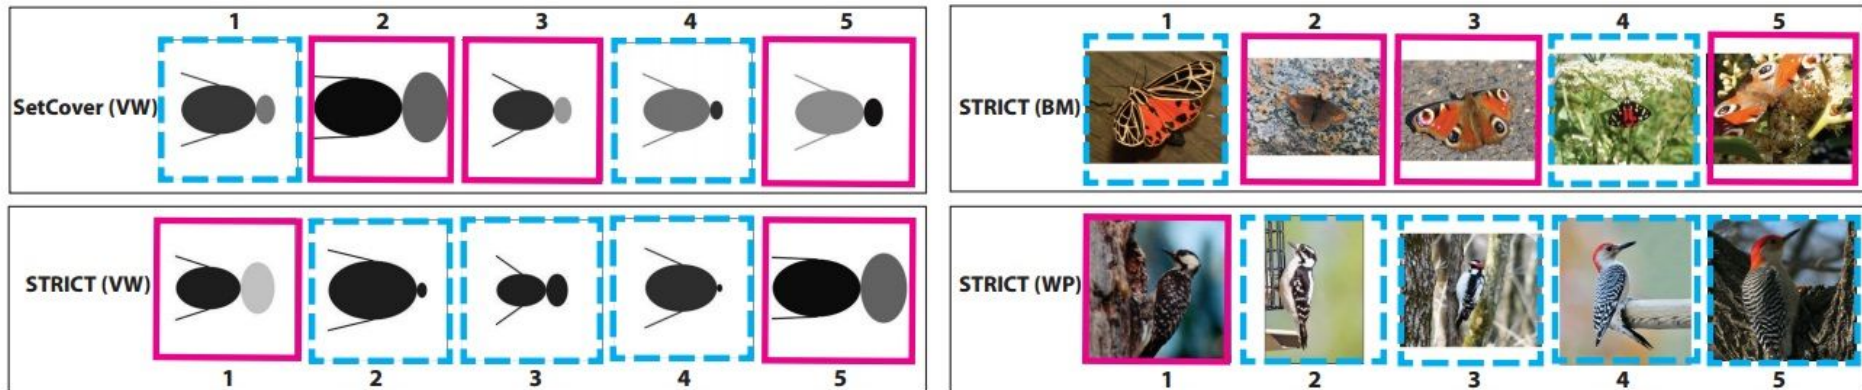 1 2 3 4 5
SetCover (VW)
STRICT (VW)
1 2 3 4 5
1 2 3 4 5
STRICT (BM)
STRICT (WP)
1 2 3 4 5